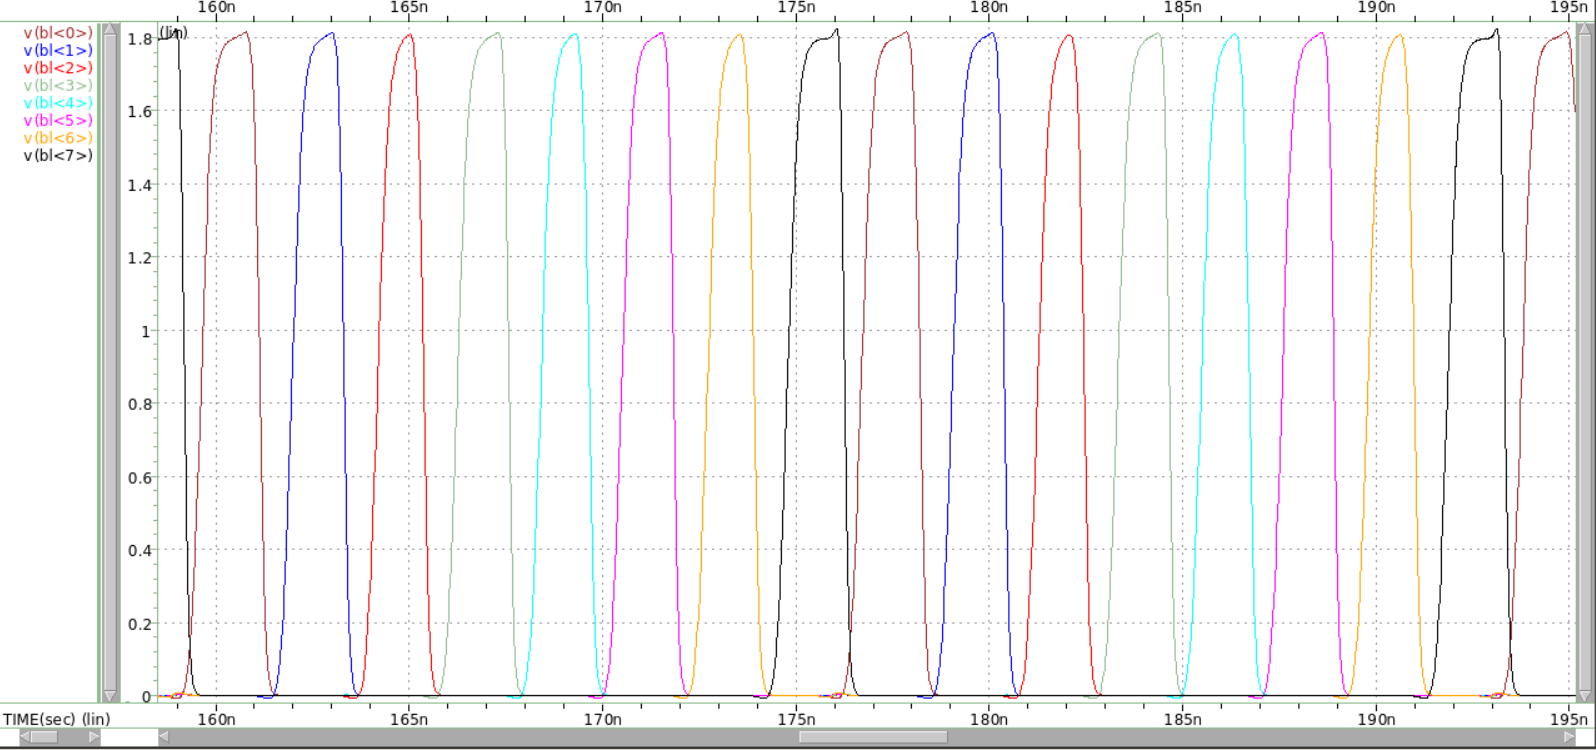 160n 165n 170n 175n 180n 185n 190n 195n
v(bl<0>)
v(bl<1>)
v(bl<2>)
v(bl<3>)
v(bl<4>)
v(bl<5>)
v(bl<6>)
v(bl<7>)
(lin)
1.8
1.6
1.4
1.2
1
0.8
0.6
0.4
0.2
0
TIME(sec) (lin) 160n 165n 170n 175n 180n 185n 190n 195n